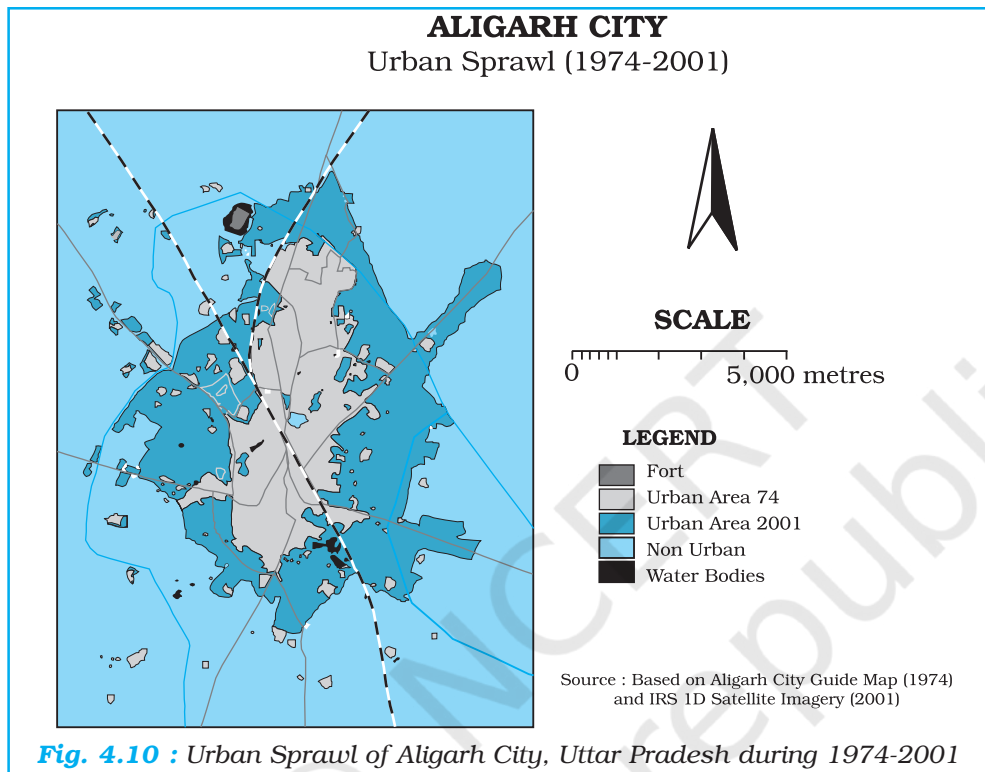 ALIGARH CITY
Urban Sprawl (1974-2001)
SCALE
0 5,000 metres
LEGEND
Fort
Urban Area 74
Urban Area 2001
Non Urban
Water Bodies
Source : Based on Aligarh City Guide Map (1974)
and IRS 1D Satellite Imagery (2001)
Fig. 4.10 : Urban Sprawl of Aligarh City, Uttar Pradesh during 1974-2001
NCERT
republi